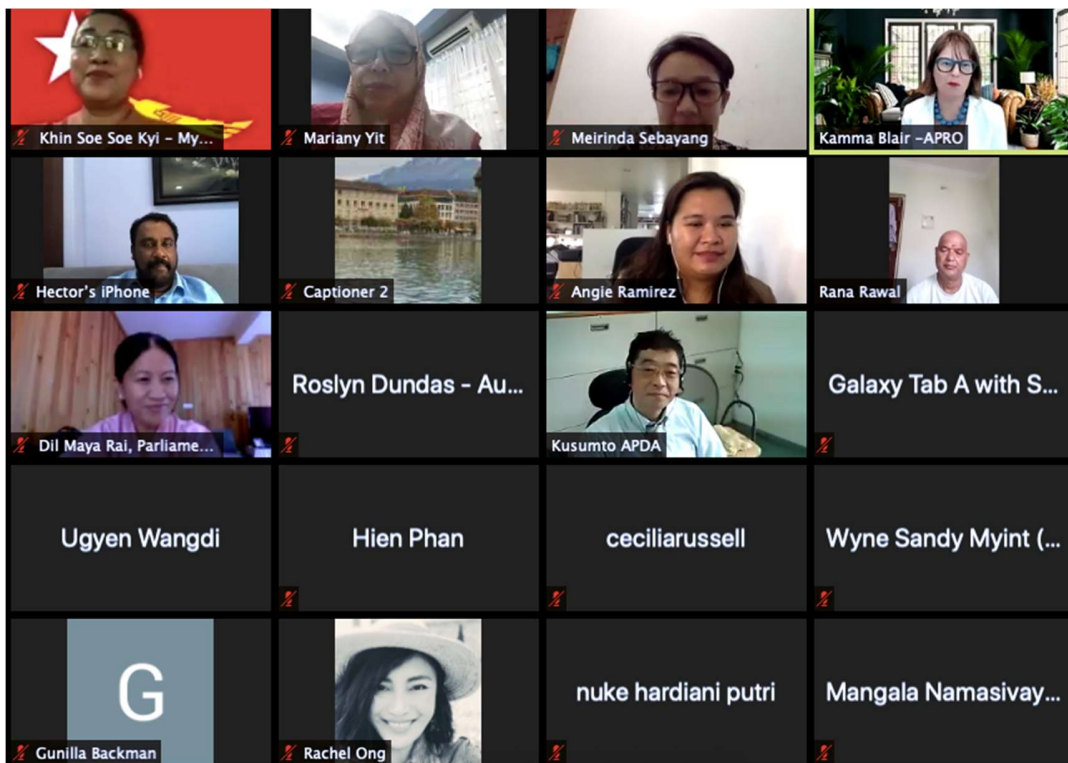 Khin Soe Soe Kyi – My...
Mariany Yit
Meirinda Sebayang
Kamma Blair –APRO
Hector's iPhone
Captioner 2
Angie Ramirez
Rana Rawal
Dil Maya Rai, Parliame...
Roslyn Dundas - Au...
Kusumto APDA
Galaxy Tab A with S...
Ugyen Wangdi
Hien Phan
ceciliarussell
Wyne Sandy Myint (...
G
Gunilla Backman
Rachel Ong
nuke hardiani putri
Mangala Namasivay...